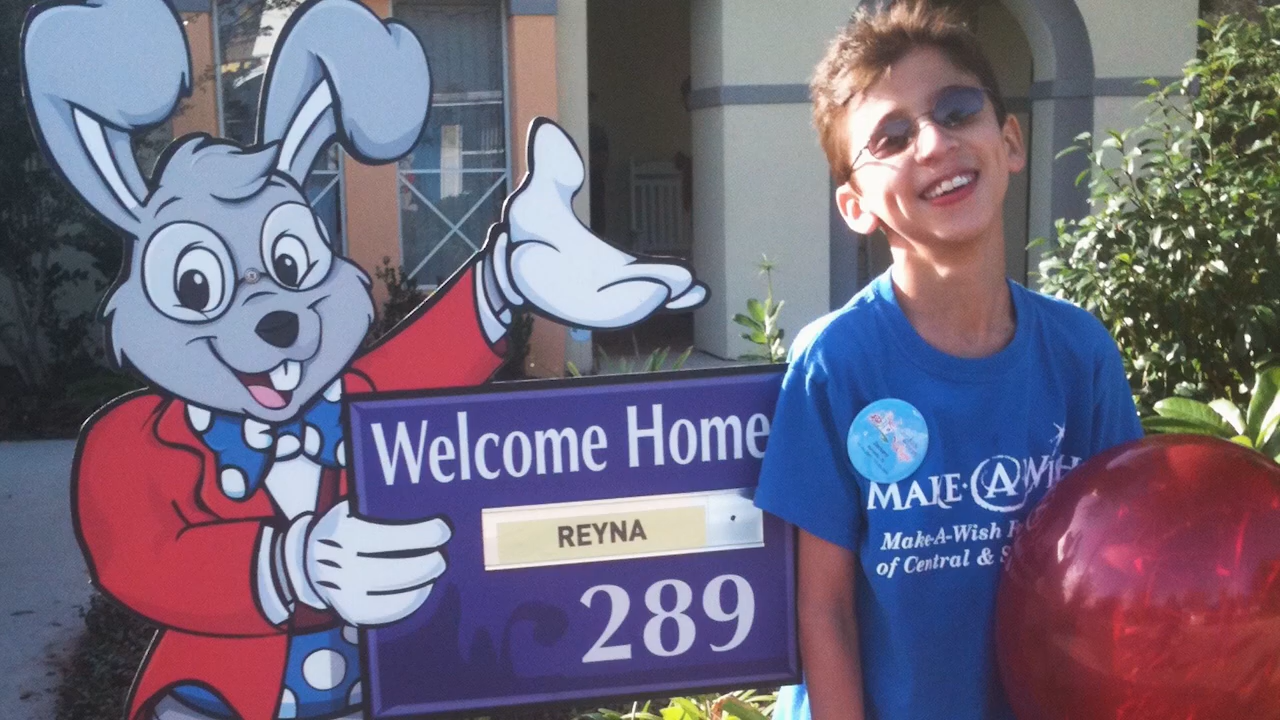 Welcome Home
REYNA
289
MAKE·A·WISH
Make-A-Wish
of Central &